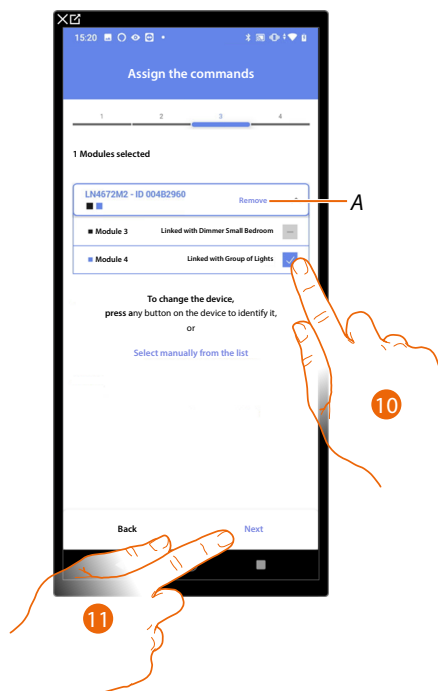 15:20
Assign the commands
1 2 3 4
1 Modules selected
LN4672M2 - ID 004B2960
Remove
A
Module 3 Linked with Dimmer Small Bedroom
Module 4 Linked with Group of Lights
To change the device,
press any button on the device to identify it,
or
Select manually from the list
10
Back Next
11